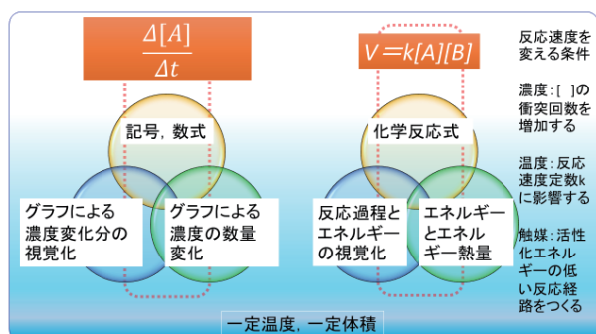 Δ[A]
Δt
記号, 数式
グラフによる
濃度変化分の
視覚化
グラフによる
濃度の数量
変化
V=k[A][B]
化学反応式
反応過程と
エネルギー
の視覚化
エネルギー
とエネル
ギー熱量
反応速度を
変える条件
濃度:[ ]の
衝突回数を
増加する
温度:反応
速度定数k
に影響する
触媒:活性
化エネル
ギーの低
い反応経
路をつくる
一定温度, 一定体積